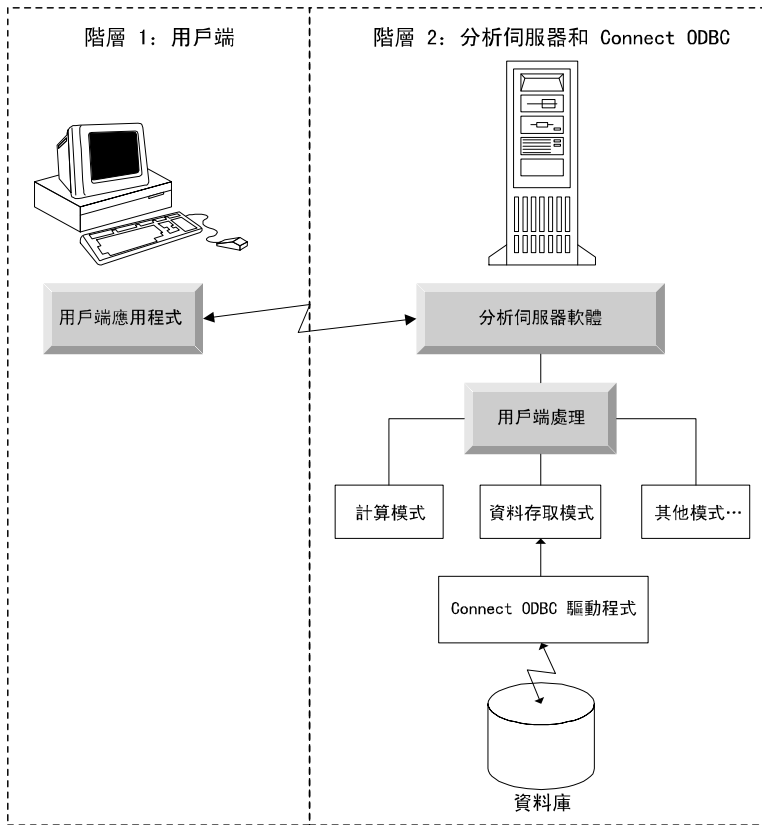 階層 1: 用戶端
階層 2: 分析伺服器和 Connect ODBC
用戶端應用程式
分析伺服器軟體
用戶端處理
計算模式
資料存取模式
其他模式…
Connect ODBC 驅動程式
資料庫